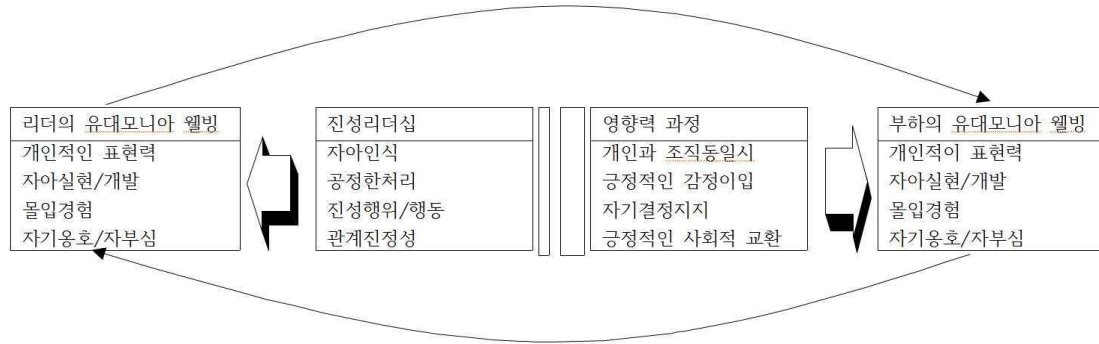 리더의 유대모니아 웰빙
개인적인 표현력
자아실현/개발
몰입경험
자기옹호/자부심
진성리더십
자아인식
공정한처리
진성행위/행동
관계진정성
영향력 과정
개인과 조직동일시
긍정적인 감정이입
자기결정지지
긍정적인 사회적 교환
부하의 유대모니아 웰빙
개인적이 표현력
자아실현/개발
몰입경험
자기옹호/자부심